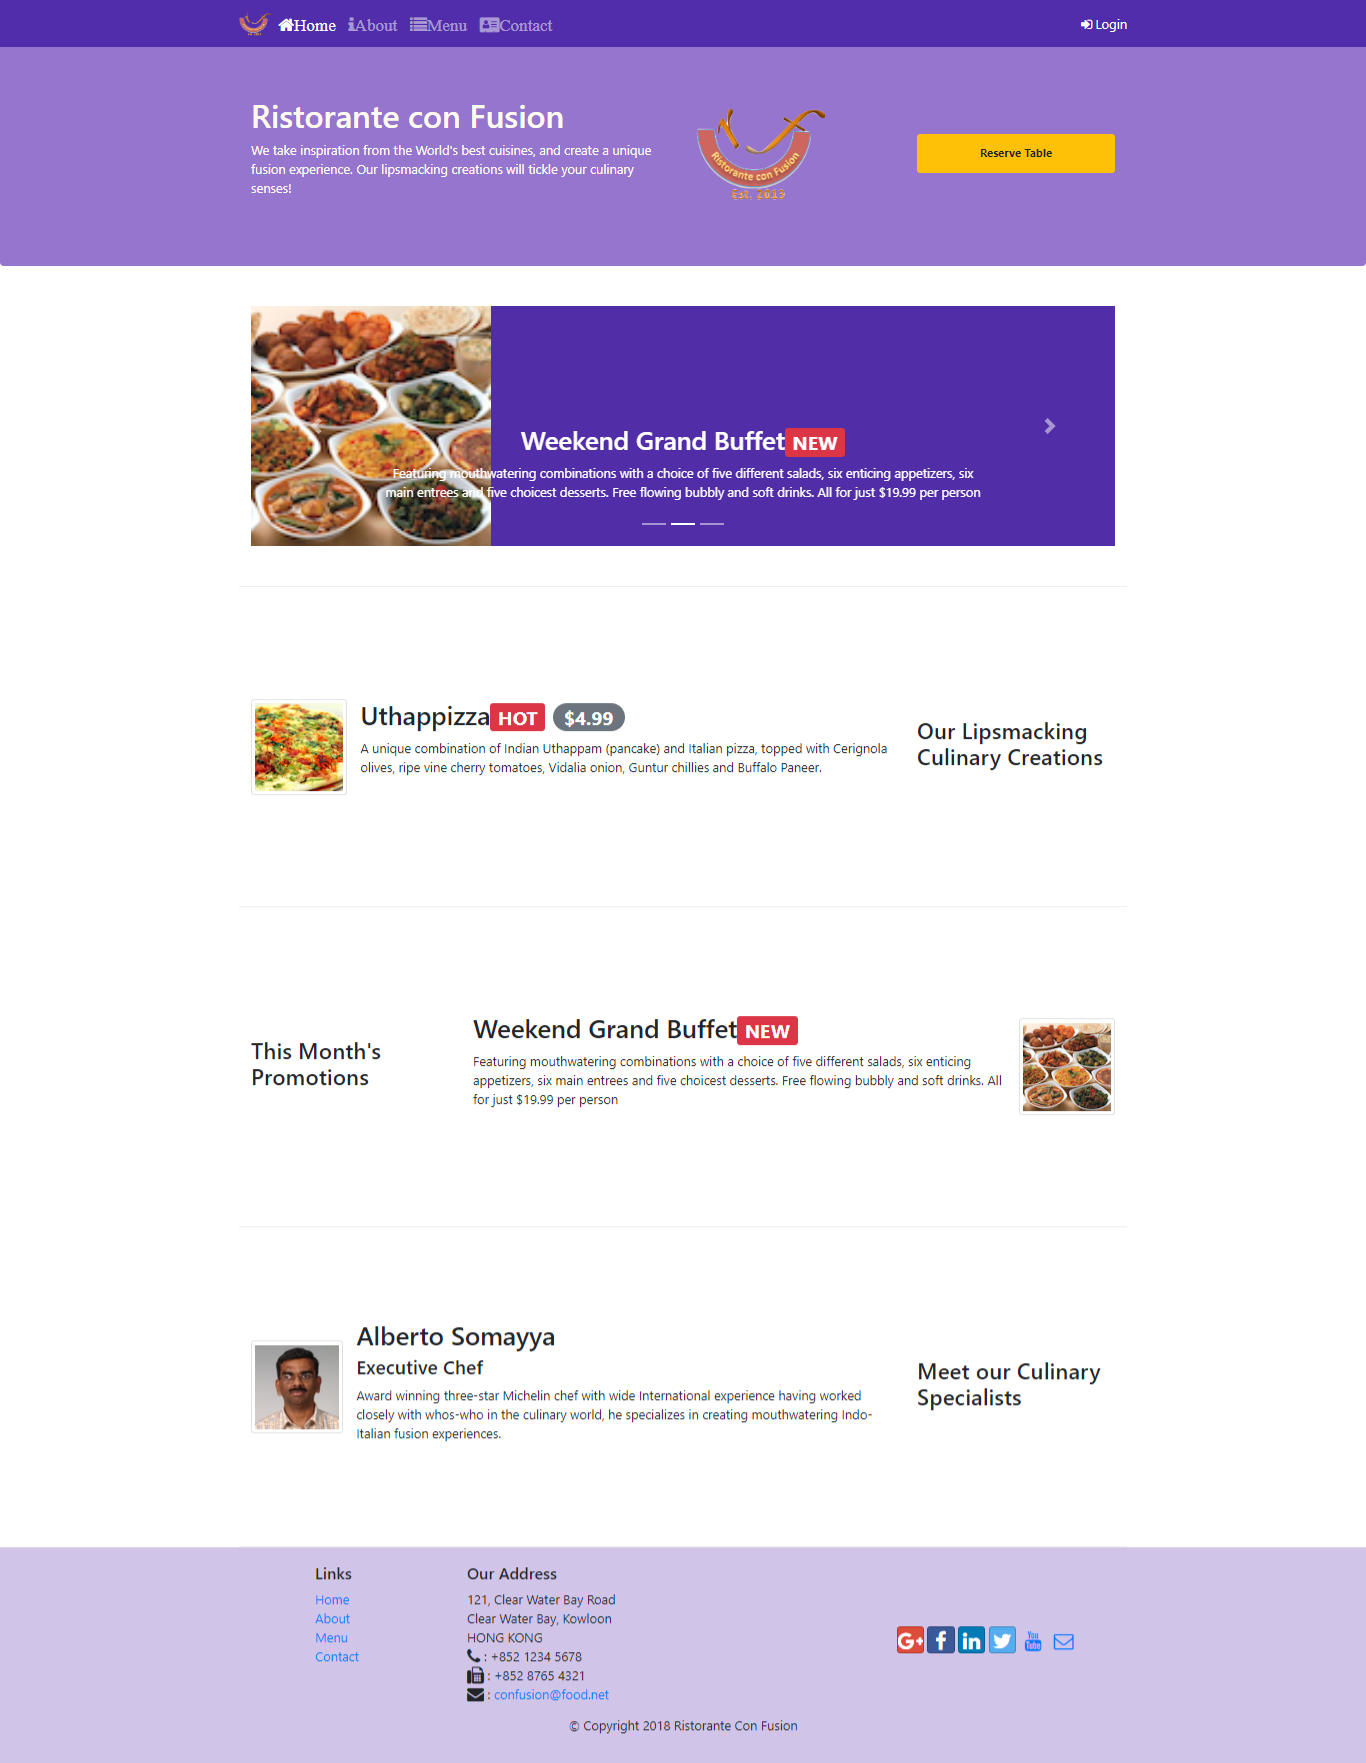 Home About Menu Contact Login
Ristorante con Fusion
We take inspiration from the World's best cuisines, and create a unique
fusion experience. Our lipsmacking creations will tickle your culinary
senses!
Ristorante con Fusion
Est. 2019
Reserve Table
Weekend Grand Buffet NEW
Featuring mouthwatering combinations with a choice of five different salads, six enticing appetizers, six
main entrees and five choicest desserts. Free flowing bubbly and soft drinks. All for just $19.99 per person
Uthappizza HOT $4.99
A unique combination of Indian Uthappam (pancake) and Italian pizza, topped with Cerignola
olives, ripe vine cherry tomatoes, Vidalia onion, Guntur chillies and Buffalo Paneer.
Our Lipsmacking
Culinary Creations
This Month's
Promotions
Weekend Grand Buffet NEW
Featuring mouthwatering combinations with a choice of five different salads, six enticing
appetizers, six main entrees and five choicest desserts. Free flowing bubbly and soft drinks. All
for just $19.99 per person
Alberto Somayya
Executive Chef
Award winning three-star Michelin chef with wide International experience having worked
closely with whos-who in the culinary world, he specializes in creating mouthwatering Indo-
Italian fusion experiences.
Meet our Culinary
Specialists
Links
Home
About
Menu
Contact
Our Address
121, Clear Water Bay Road
Clear Water Bay, Kowloon
HONG KONG
: +852 1234 5678
: +852 8765 4321
: confusion@food.net
G+ f in You Tube
© Copyright 2018 Ristorante Con Fusion